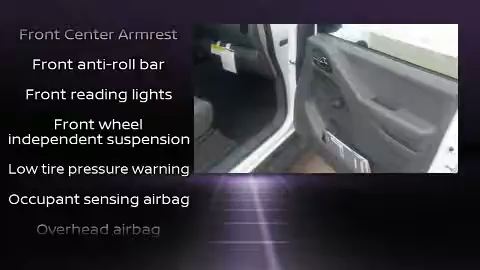 Front Center Armrest
Front anti-roll bar
Front reading lights
Front wheel
independent suspension
Low tire pressure warning
Occupant sensing airbag
Overhead airbag